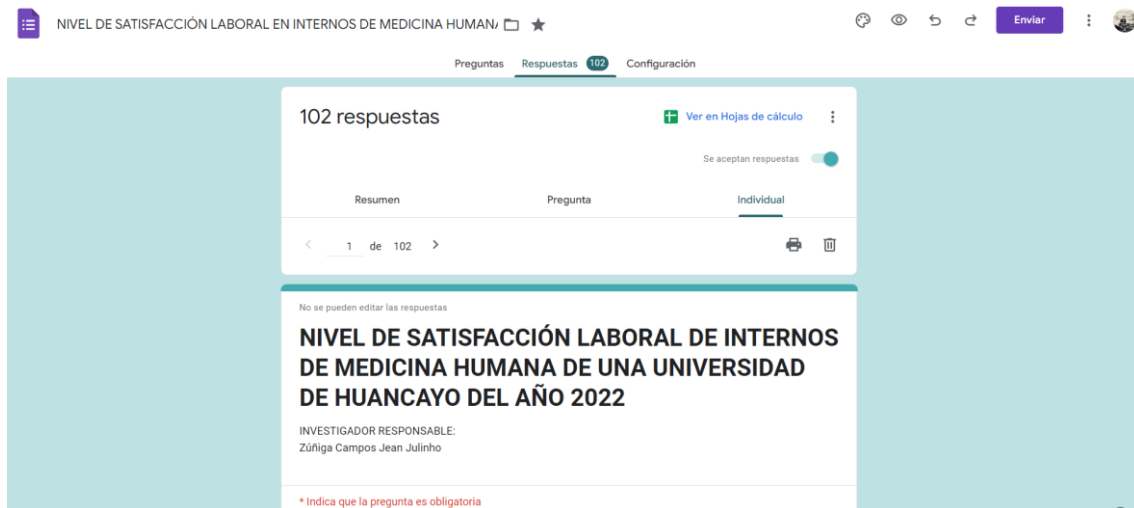 NIVEL DE SATISFACCIÓN LABORAL EN INTERNOS DE MEDICINA HUMAN
Enviar
Preguntas Respuestas 102 Configuración
102 respuestas
Ver en Hojas de cálculo
Se aceptan respuestas
Resumen Pregunta Individual
1 de 102
No se pueden editar las respuestas
NIVEL DE SATISFACCIÓN LABORAL DE INTERNOS
DE MEDICINA HUMANA DE UNA UNIVERSIDAD
DE HUANCAYO DEL AÑO 2022
INVESTIGADOR RESPONSABLE:
Zúñiga Campos Jean Julinho
* Indica que la pregunta es obligatoria